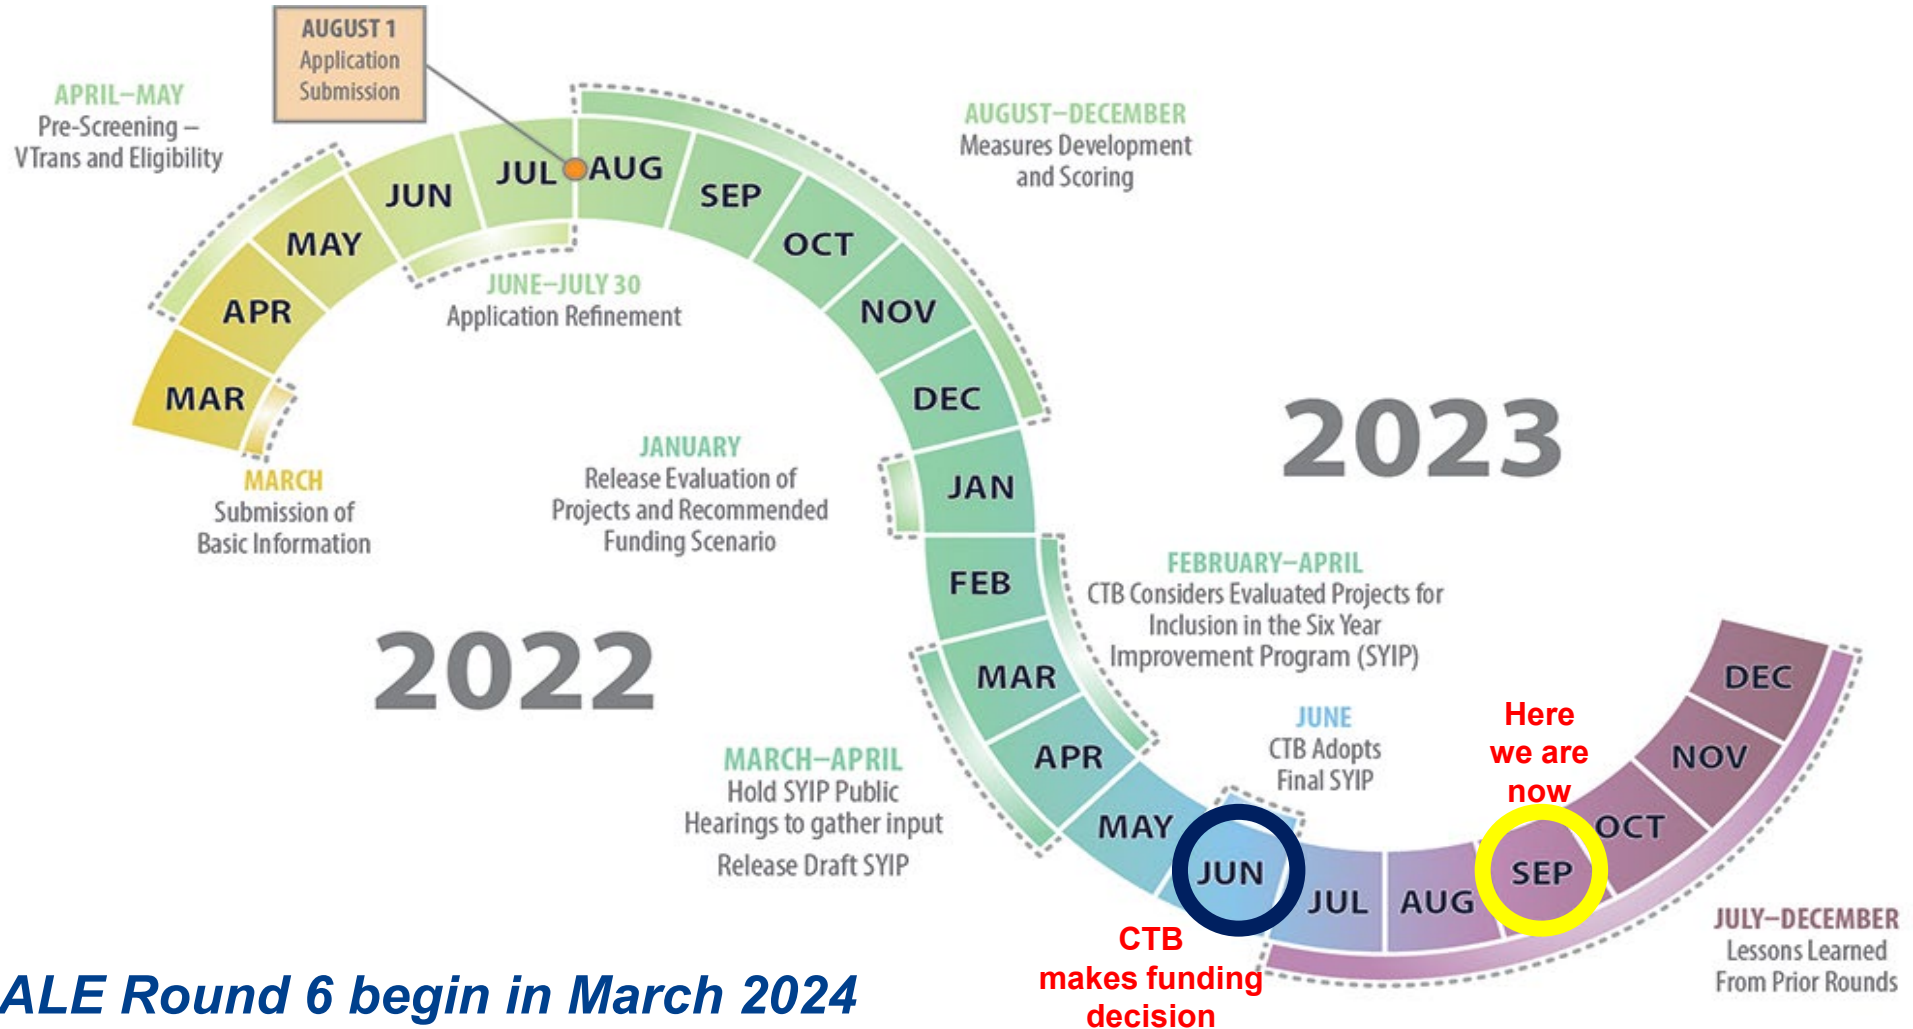 AUGUST 1
Application
Submission
APRIL–MAY
Pre-Screening –
VTrans and Eligibility
AUGUST–DECEMBER
Measures Development
and Scoring
MAR
APR
MAY
JUN
JUL
AUG
SEP
OCT
NOV
DEC
JUNE–JULY 30
Application Refinement
MARCH
Submission of
Basic Information
2022
2023
JANUARY
Release Evaluation of
Projects and Recommended
Funding Scenario
JAN
FEB
MAR
APR
MAY
JUN
JUL
AUG
SEP
OCT
NOV
DEC
FEBRUARY–APRIL
CTB Considers Evaluated Projects for
Inclusion in the Six Year
Improvement Program (SYIP)
MARCH–APRIL
Hold SYIP Public
Hearings to gather input
Release Draft SYIP
JUNE
CTB Adopts
Final SYIP
Here
we are
now
CTB
makes funding
decision
JULY–DECEMBER
Lessons Learned
From Prior Rounds
ALE Round 6 begin in March 2024